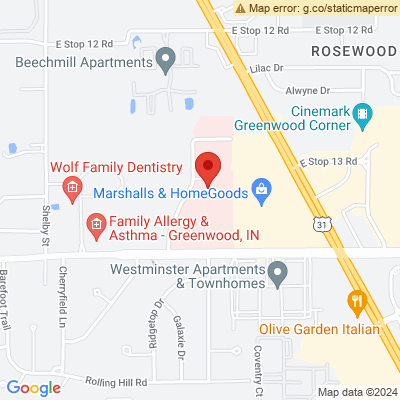 Map error: g.co/staticmaperror
E Stop 12 Rd
E Stop 12 Rd
ROSEWOOD
Beechmill Apartments
Lilac Dr
Alwyne Dr
Cinemark
Greenwood Corner
E Stop 13 Rd
Wolf Family Dentistry
Marshalls & HomeGoods
Shelby St
Family Allergy &
Asthma - Greenwood, IN
31
Westminster Apartments
& Townhomes
Barefoot Trail
Cherryfield Ln
Ridgetop Dr
Galaxie Dr
Olive Garden Italian
Coventry Ct
Rolling Hill Rd
Google
Map data ©2024